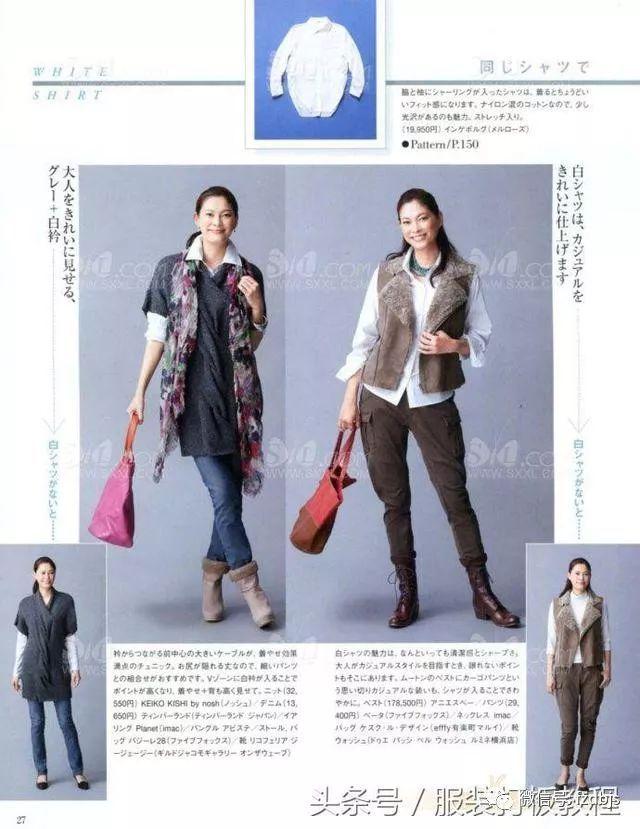 WHITE
SHIRT
同じシャツで
脇と袖にシャーリングが入ったシャツは、着るとちょうどい
いフィット感になります。ナイロン混のコットンなので、少し
光沢があるのも魅力。ストレッチ入り。
[19,950円] インゲボルグ(メルローズ)
●Pattern/P.150
大人をきれいに見せる、
グレー＋白衿
白シャツがないと……
白シャツは、カジュアルを
きれいに仕上げます
白シャツがないと……
衿からつながる前中心の大きいケーブルが、着やせ効果
満点のチュニック。お尻が隠れる丈なので、細いパンツ
との組合せがおすすめです。Vゾーンに白衿が入ることで
ポイントが高くなり、着やせ＋背も高く見せて。ニット(32,
550円) KEIKO KISHI by nosh(ノッシュ)／デニム(13,
650円) ティンバーランド(ティンバーランド ジャパン)／イア
リング Planet(imac)／バングル アビステ／ストール、バ
ッグ バジーレ28(ファイブフォックス)／靴 リコフェリア ジ
ージェージー(ギルドジャコモギャラリー オンザウェーブ)
白シャツの魅力は、なんといっても清潔感とシャープさ。
大人がカジュアルスタイルを目指すとき、譲れないポイン
トもそこにあります。ムートンのベストにカーゴパンツと
いう思い切りカジュアルな装いも、シャツが入ることでさわ
やかに。ベスト(178,500円) アニエスベー／パンツ(29,
400円) ベータ(ファイブフォックス)／ネックレス imac／
バッグ ケスク・ル・デザイン(efffy有楽町マルイ)／靴
ウォッシュ(ドゥエ パッシ ペル ウォッシュ ルミネ横浜店)
27
SXXL.COM
WWW.SXXL.COM
头条号／服装打板教程